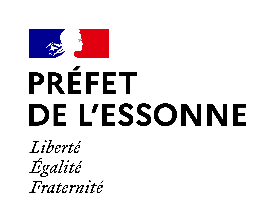 PRÉFET
DE L'ESSONNE
Liberté
Égalité
Fraternité